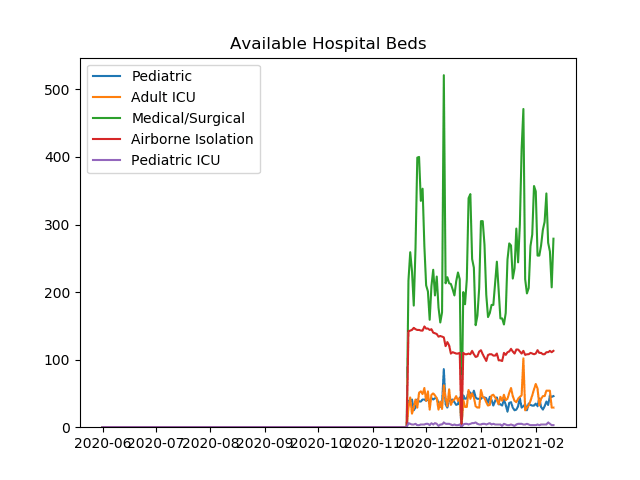 Available Hospital Beds
Pediatric
Adult ICU
Medical/Surgical
Airborne Isolation
Pediatric ICU
500
400
300
200
100
0
2020-06 2020-07 2020-08 2020-09 2020-10 2020-11 2020-12 2021-01 2021-02